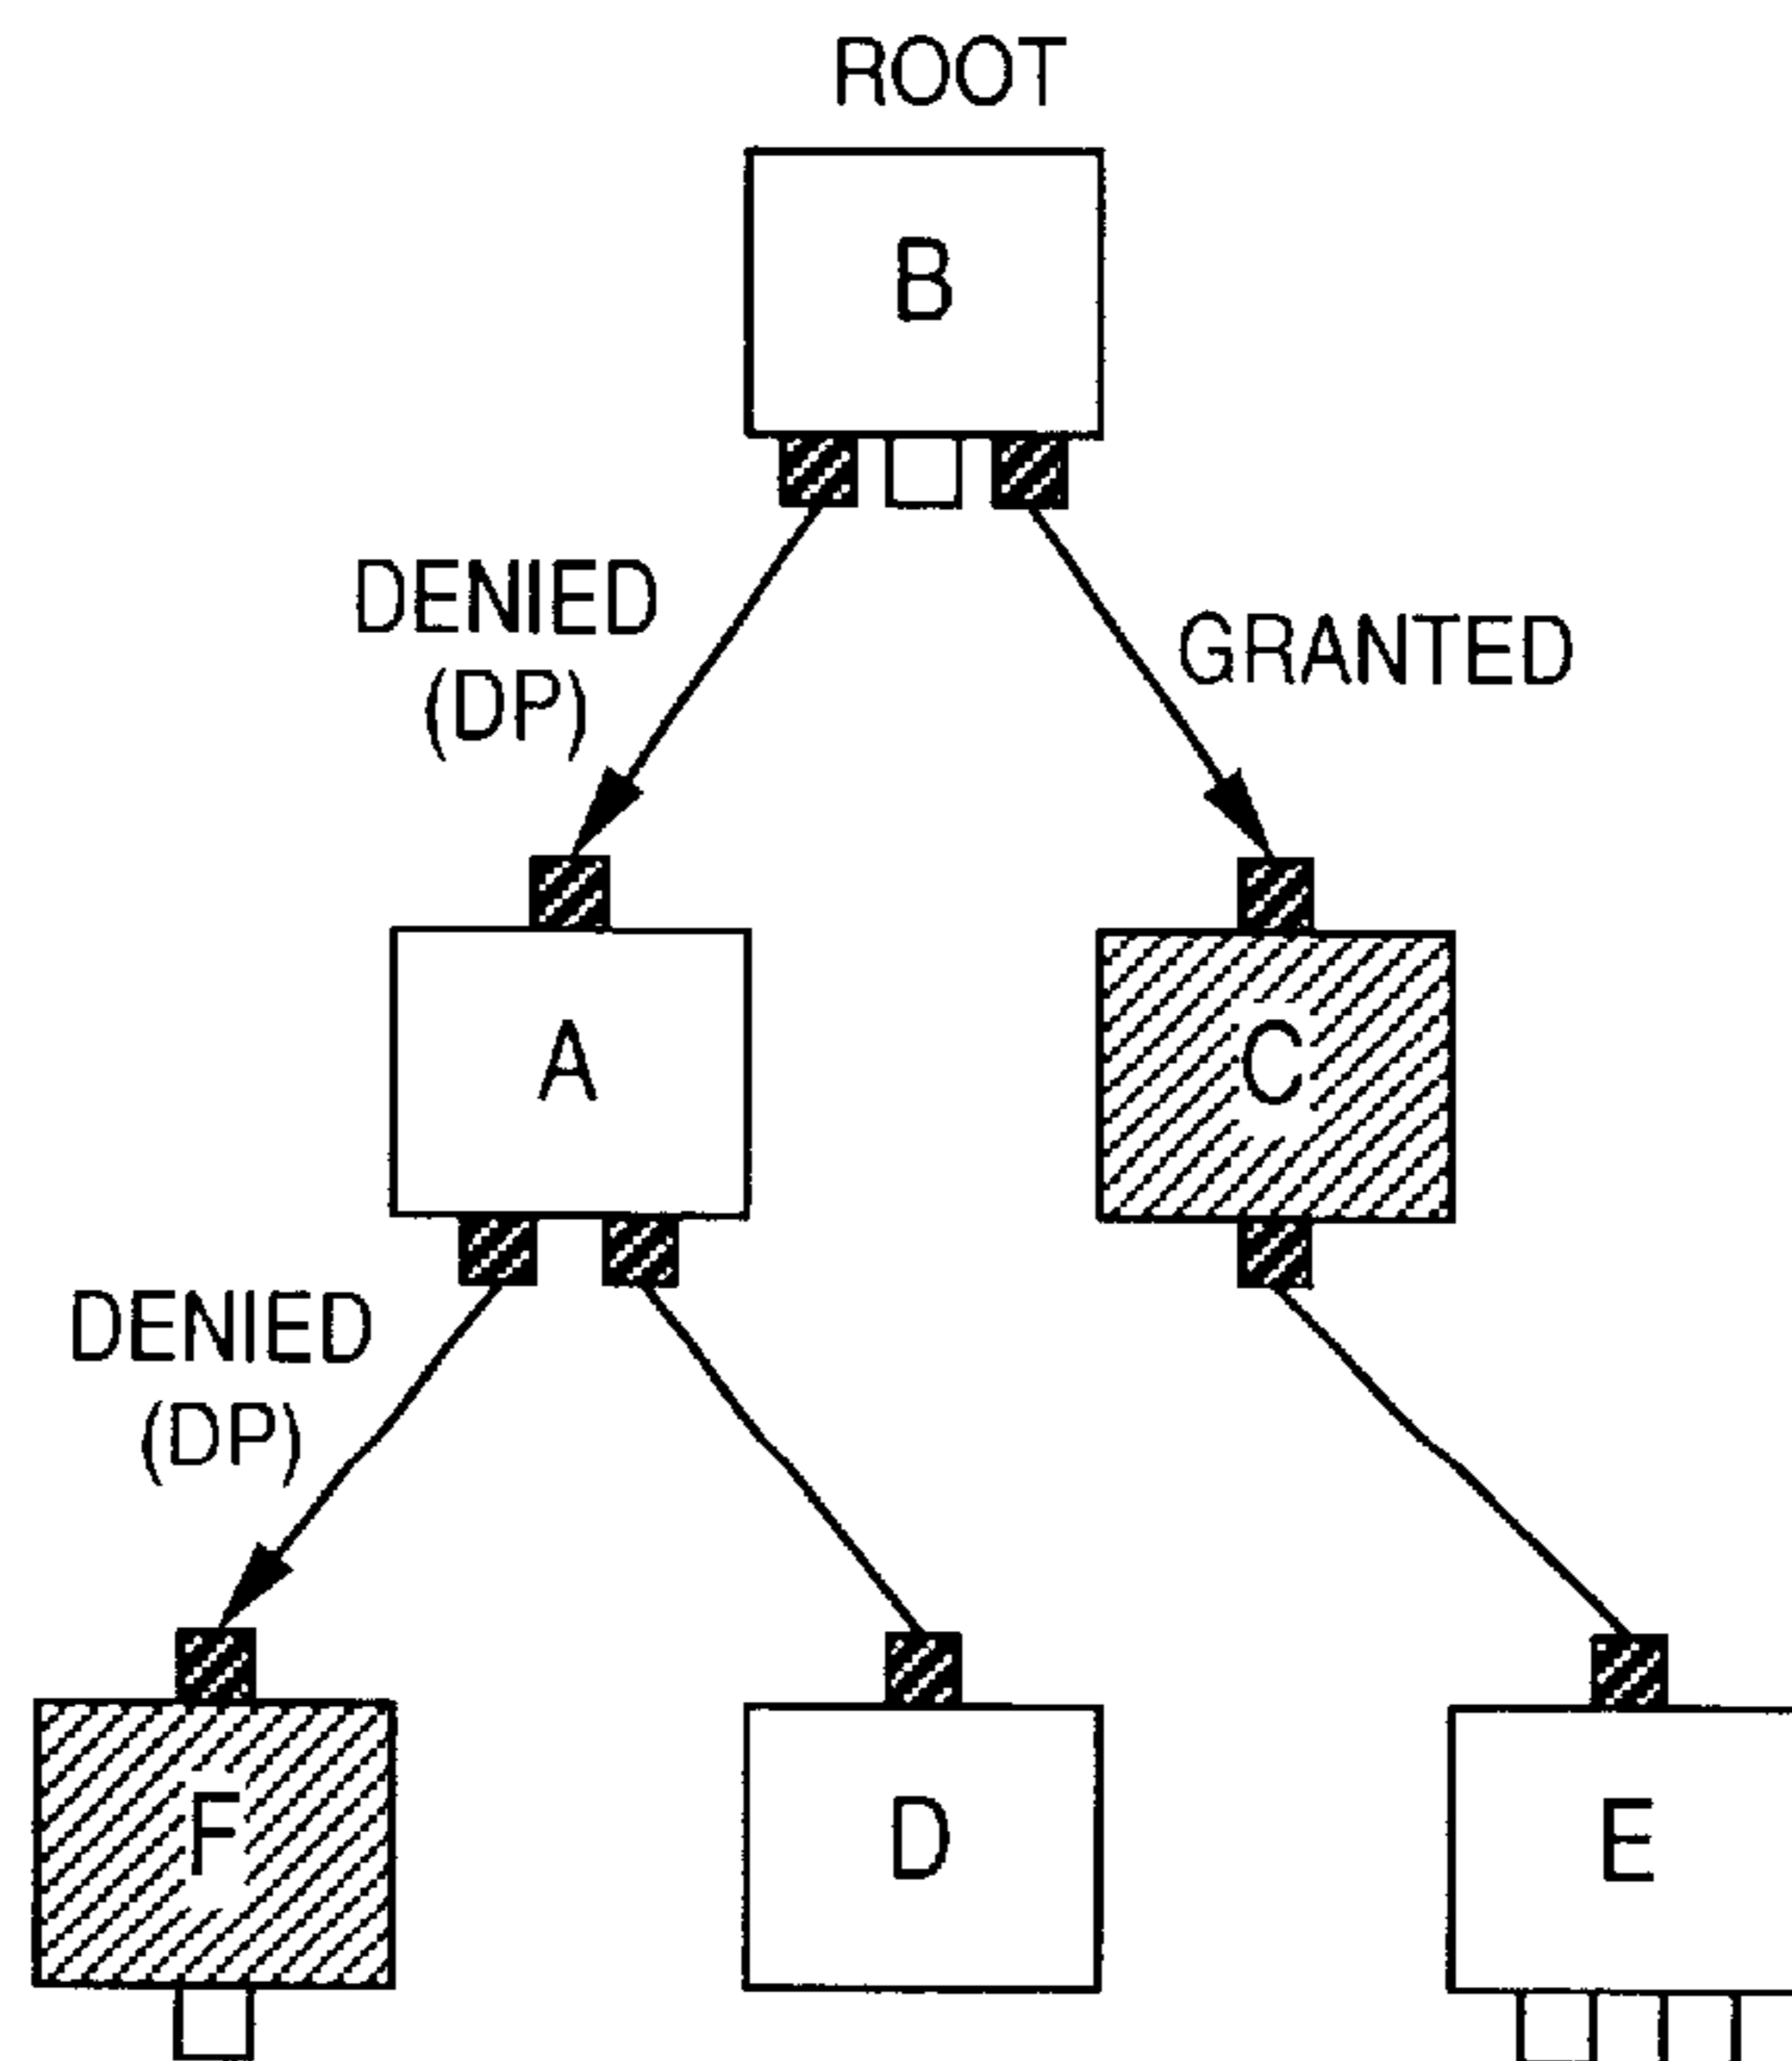 ROOT
B
DENIED
(DP)
GRANTED
A
C
DENIED
(DP)
F
D
E